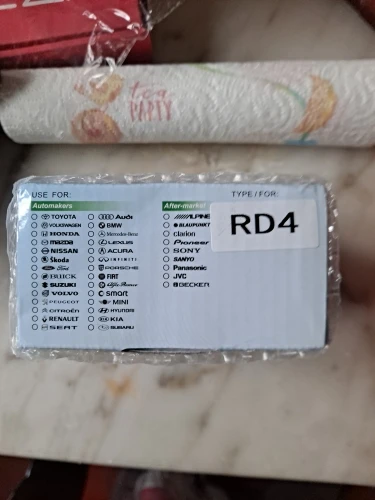 tea
PARTY
USE FOR:
TYPE/FOR:
Automakers
After-market
TOYOTA
VOLKSWAGEN
HONDA
mazda
NISSAN
Škoda
Ford
BUICK
SUZUKI
VOLVO
PEUGEOT
CITROËN
RENAULT
SEAT
Audi
BMW
Mercedes-Benz
LEXUS
ACURA
INFINITI
PORSCHE
FIAT
Alfa Romeo
smart
MINI
HYUNDAI
KIA
SUBARU
ALPINE
BLAUPUNKT
clarion
Pioneer
SONY
SANYO
Panasonic
JVC
BECKER
RD4